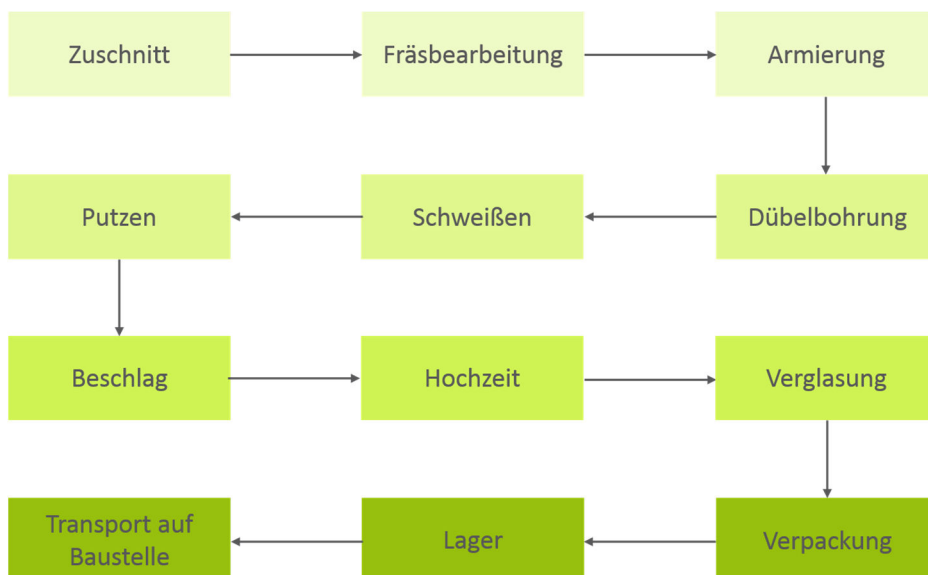 Zuschnitt
Fräsbearbeitung
Armierung
Putzen
Schweißen
Dübelbohrung
Beschlag
Hochzeit
Verglasung
Transport auf
Baustelle
Lager
Verpackung